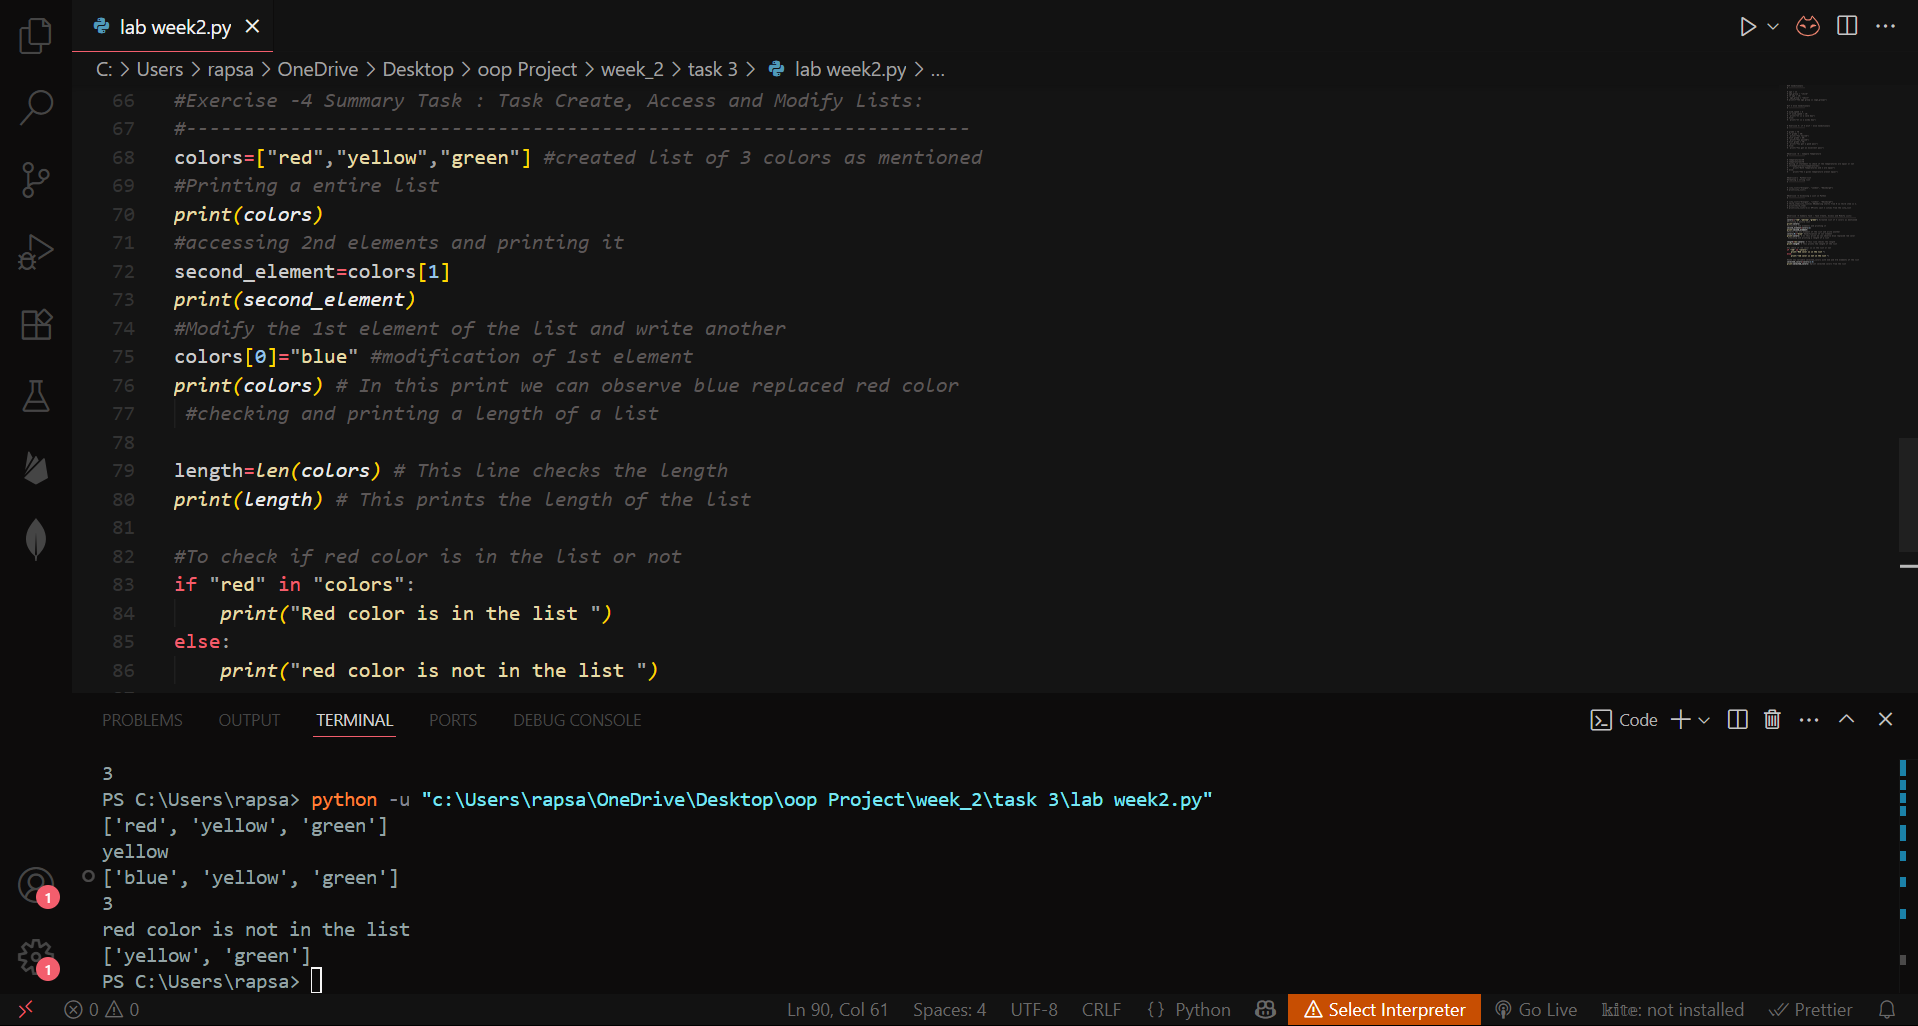 lab week2.py
C: > Users > rapsa > OneDrive > Desktop > oop Project > week_2 > task 3 > lab week2.py > ...
66 #Exercise -4 Summary Task : Task Create, Access and Modify Lists:
67 #--------------------------------------------------------------------
68 colors=["red","yellow","green"] #created list of 3 colors as mentioned
69 #Printing a entire list
70 print(colors)
71 #accessing 2nd elements and printing it
72 second_element=colors[1]
73 print(second_element)
74 #Modify the 1st element of the list and write another
75 colors[0]="blue" #modification of 1st element
76 print(colors) # In this print we can observe blue replaced red color
77  #checking and printing a length of a list
78
79 length=len(colors) # This line checks the length
80 print(length) # This prints the length of the list
81
82 #To check if red color is in the list or not
83 if "red" in "colors":
84     print("Red color is in the list ")
85 else:
86     print("red color is not in the list ")
PROBLEMS OUTPUT TERMINAL PORTS DEBUG CONSOLE Code
3
PS C:\Users\rapsa> python -u "c:\Users\rapsa\OneDrive\Desktop\oop Project\week_2\task 3\lab week2.py"
['red', 'yellow', 'green']
yellow
['blue', 'yellow', 'green']
3
red color is not in the list
['yellow', 'green']
PS C:\Users\rapsa>
1
1
0 0 Ln 90, Col 61 Spaces: 4 UTF-8 CRLF {} Python Select Interpreter Go Live kite: not installed Prettier